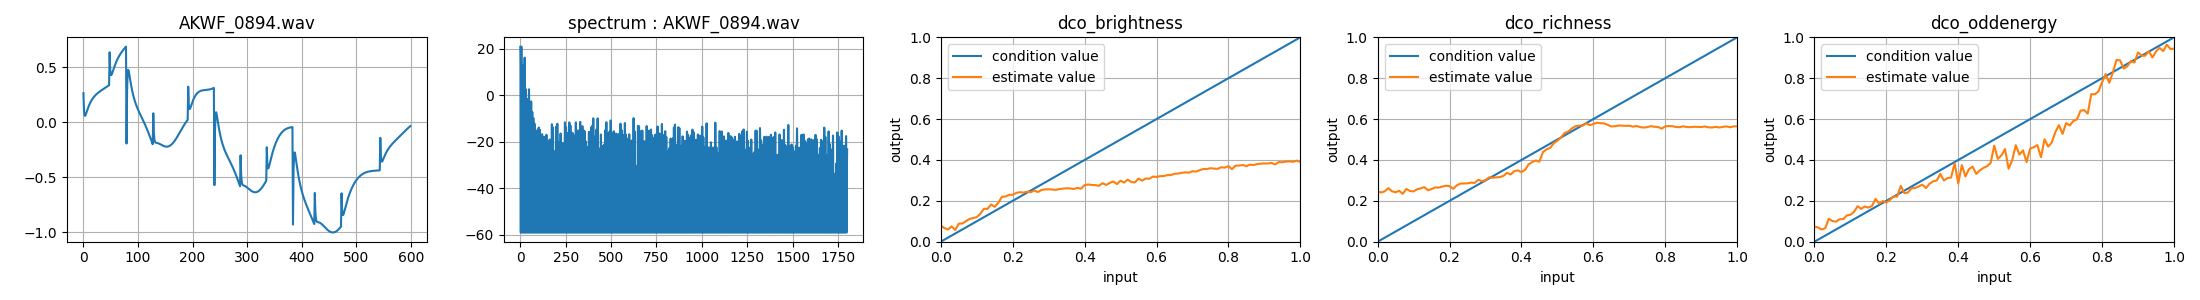 AKWF_0894.wav
0.5
0.0
−0.5
−1.0
0 100 200 300 400 500 600
spectrum : AKWF_0894.wav
20
0
−20
−40
−60
0 250 500 750 1000 1250 1500 1750
dco_brightness
condition value
estimate value
output
1.0
0.8
0.6
0.4
0.2
0.0
0.0 0.2 0.4 0.6 0.8 1.0
input
dco_richness
condition value
estimate value
output
1.0
0.8
0.6
0.4
0.2
0.0
0.0 0.2 0.4 0.6 0.8 1.0
input
dco_oddenergy
condition value
estimate value
output
1.0
0.8
0.6
0.4
0.2
0.0
0.0 0.2 0.4 0.6 0.8 1.0
input